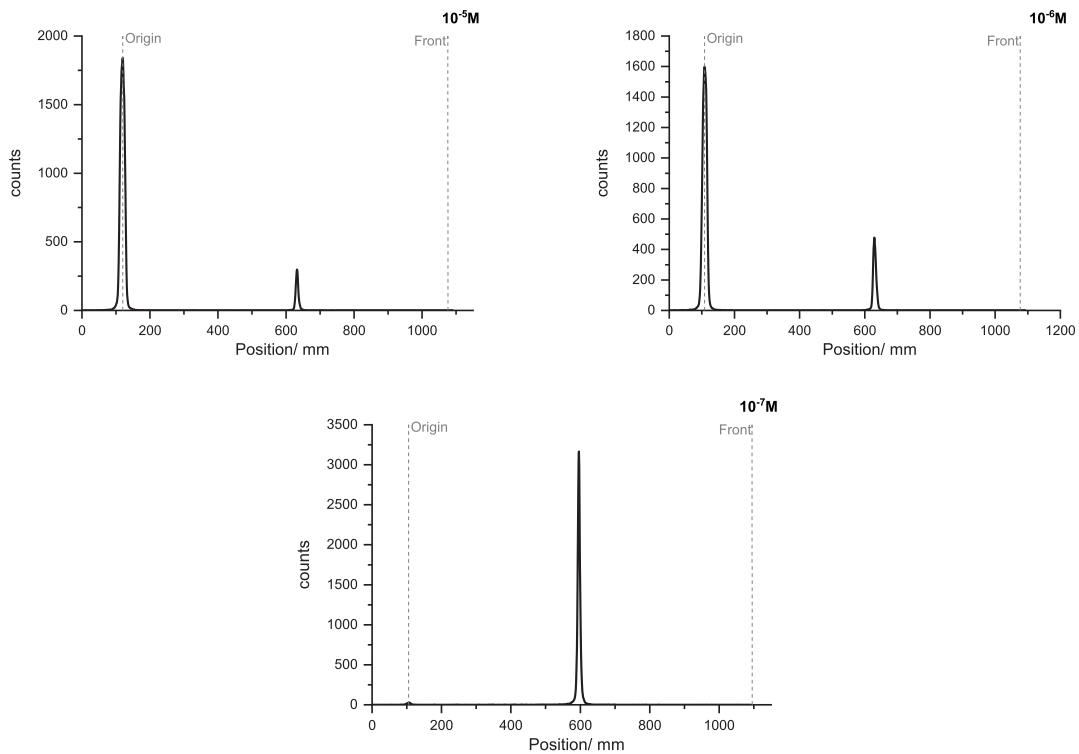 10⁻⁵M
Origin
Front
2000
1500
1000
500
0
counts
0 200 400 600 800 1000
Position/ mm
10⁻⁶M
Origin
Front
1800
1600
1400
1200
1000
800
600
400
200
0
counts
0 200 400 600 800 1000 1200
Position/ mm
10⁻⁷M
Origin
Front
3500
3000
2500
2000
1500
1000
500
0
counts
0 200 400 600 800 1000
Position/ mm